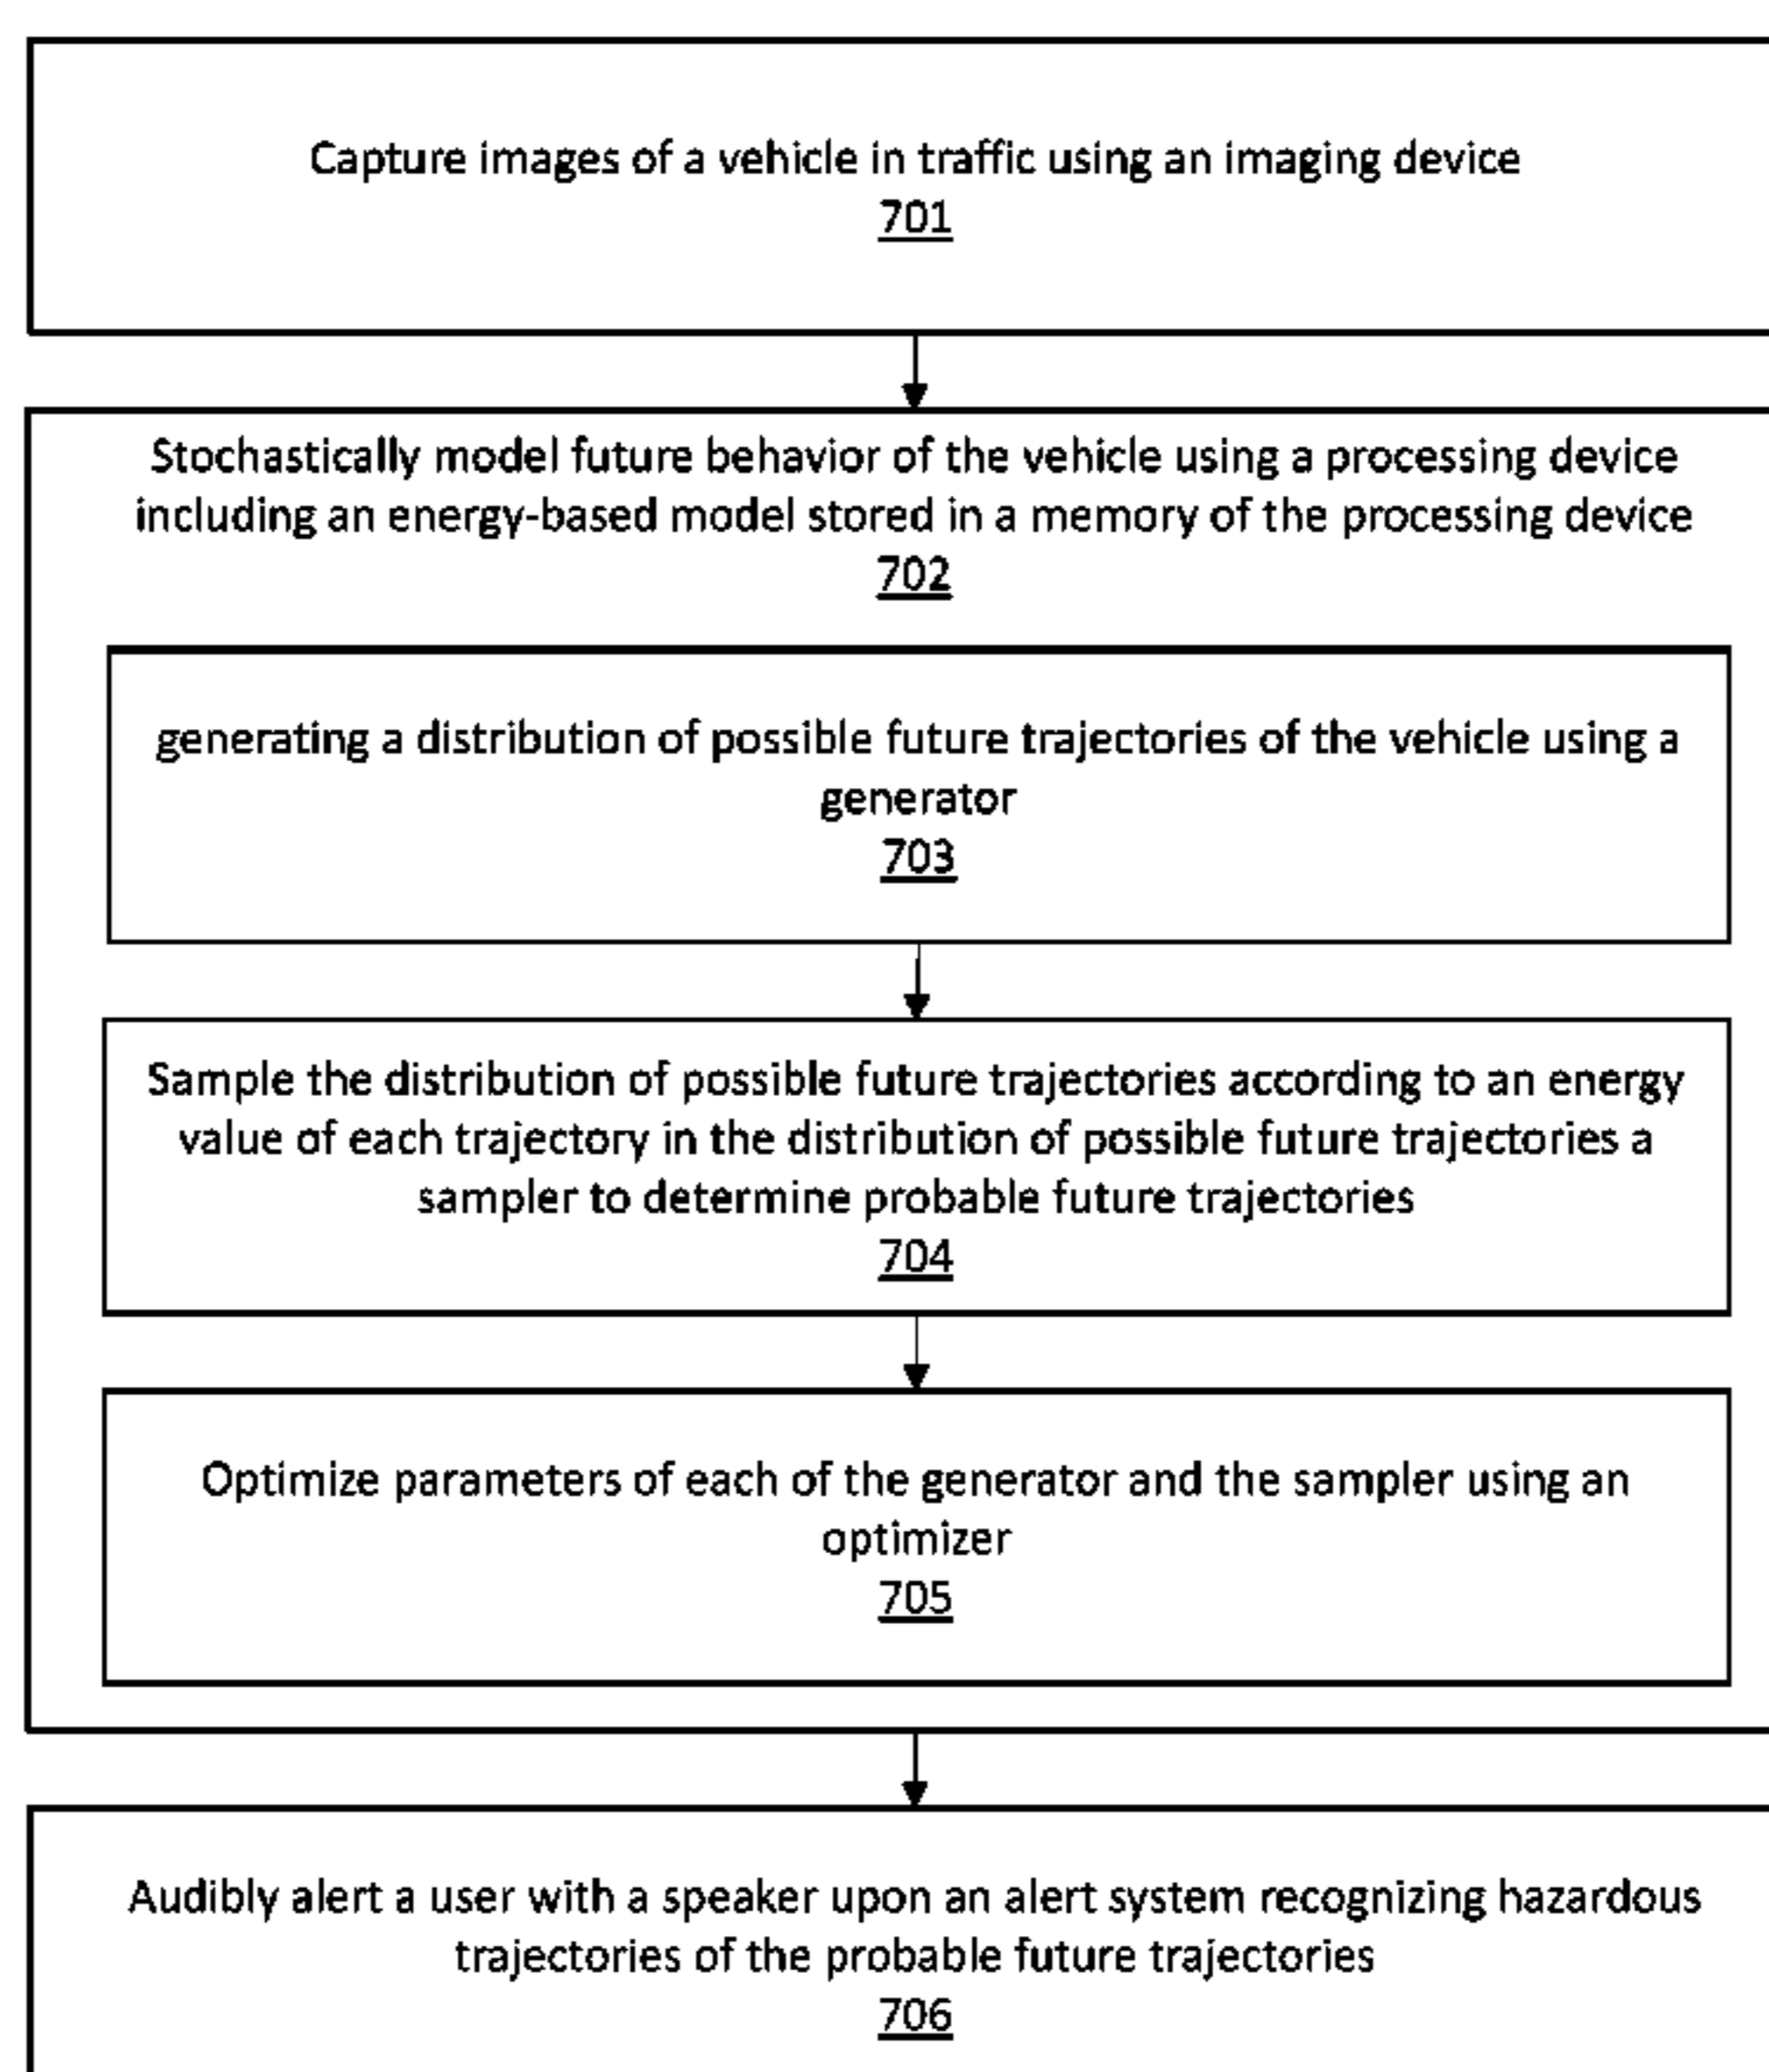 Capture images of a vehicle in traffic using an imaging device
701
Stochastically model future behavior of the vehicle using a processing device
including an energy-based model stored in a memory of the processing device
702
generating a distribution of possible future trajectories of the vehicle using a
generator
703
Sample the distribution of possible future trajectories according to an energy
value of each trajectory in the distribution of possible future trajectories a
sampler to determine probable future trajectories
704
Optimize parameters of each of the generator and the sampler using an
optimizer
705
Audibly alert a user with a speaker upon an alert system recognizing hazardous
trajectories of the probable future trajectories
706